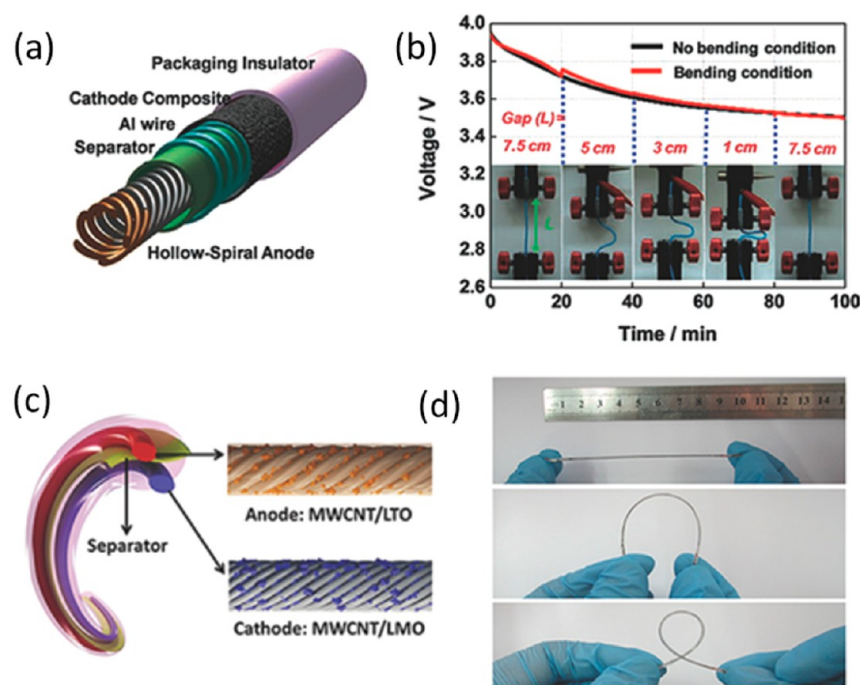 (a)
Packaging Insulator
Cathode Composite
Al wire
Separator
Hollow-Spiral Anode
(b)
Voltage / V
4.0
3.8
3.6
3.4
3.2
3.0
2.8
2.6
No bending condition
Bending condition
Gap (L)=
7.5 cm 5 cm 3 cm 1 cm 7.5 cm
L
0 20 40 60 80 100
Time / min
(c)
Separator
Anode: MWCNT/LTO
Cathode: MWCNT/LMO
(d)
1 2 3 4 5 6 7 8 9 10 11 12 13 14